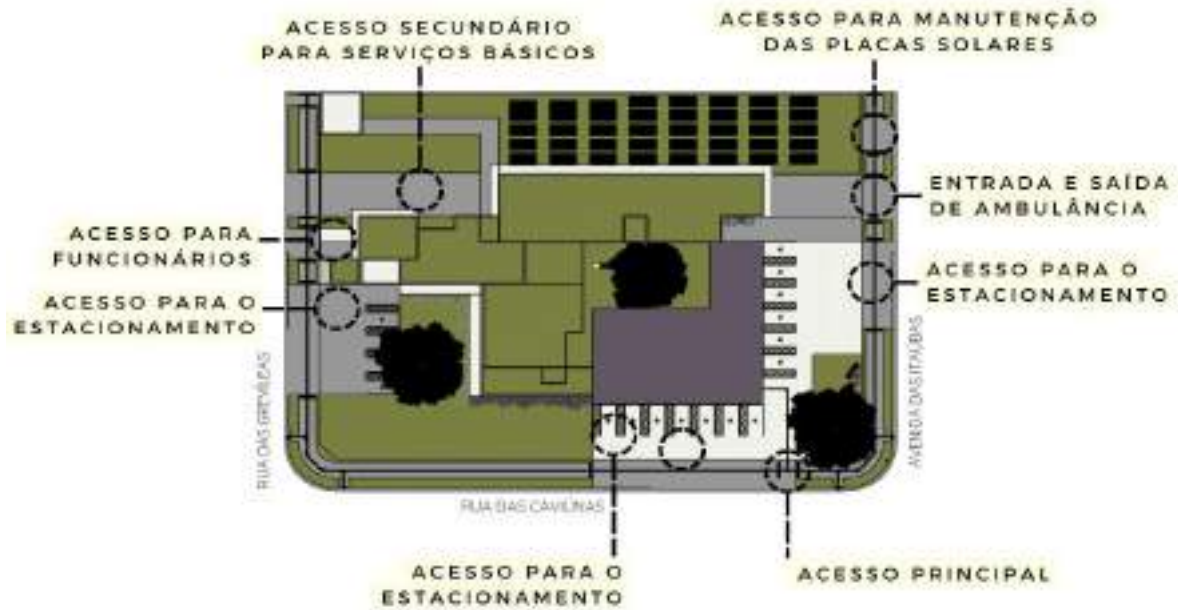 ACESSO SECUNDÁRIO
PARA SERVIÇOS BÁSICOS
ACESSO PARA MANUTENÇÃO
DAS PLACAS SOLARES
ENTRADA E SAÍDA
DE AMBULÂNCIA
ACESSO PARA
FUNCIONÁRIOS
ACESSO PARA O
ESTACIONAMENTO
ACESSO PARA O
ESTACIONAMENTO
RUA DAS GREVÍLEAS
AVENIDA DAS ITAÚBAS
RUA DAS CAVIÚNAS
ACESSO PARA O
ESTACIONAMENTO
ACESSO PRINCIPAL